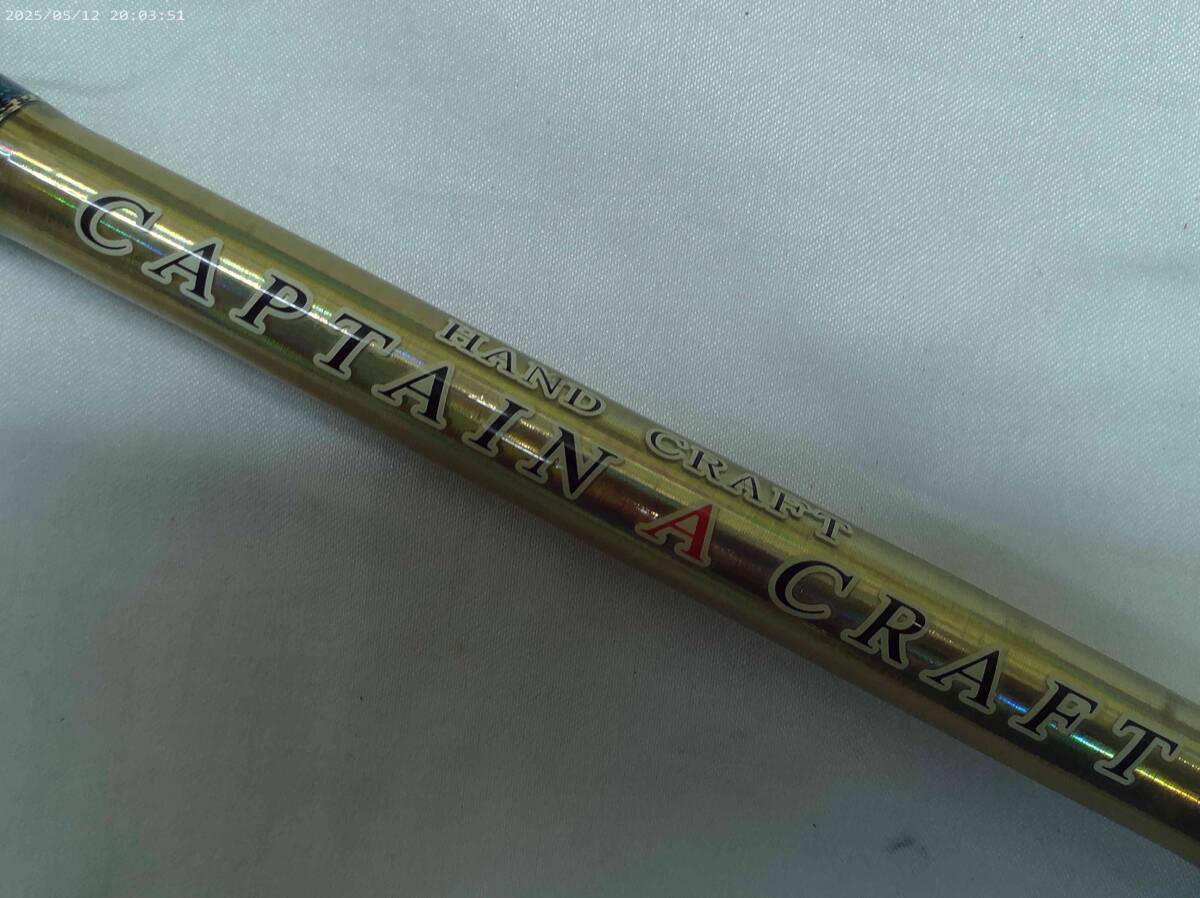 2025/05/12 20:03:51
HAND CRAFT
CAPTAIN A CRAFT